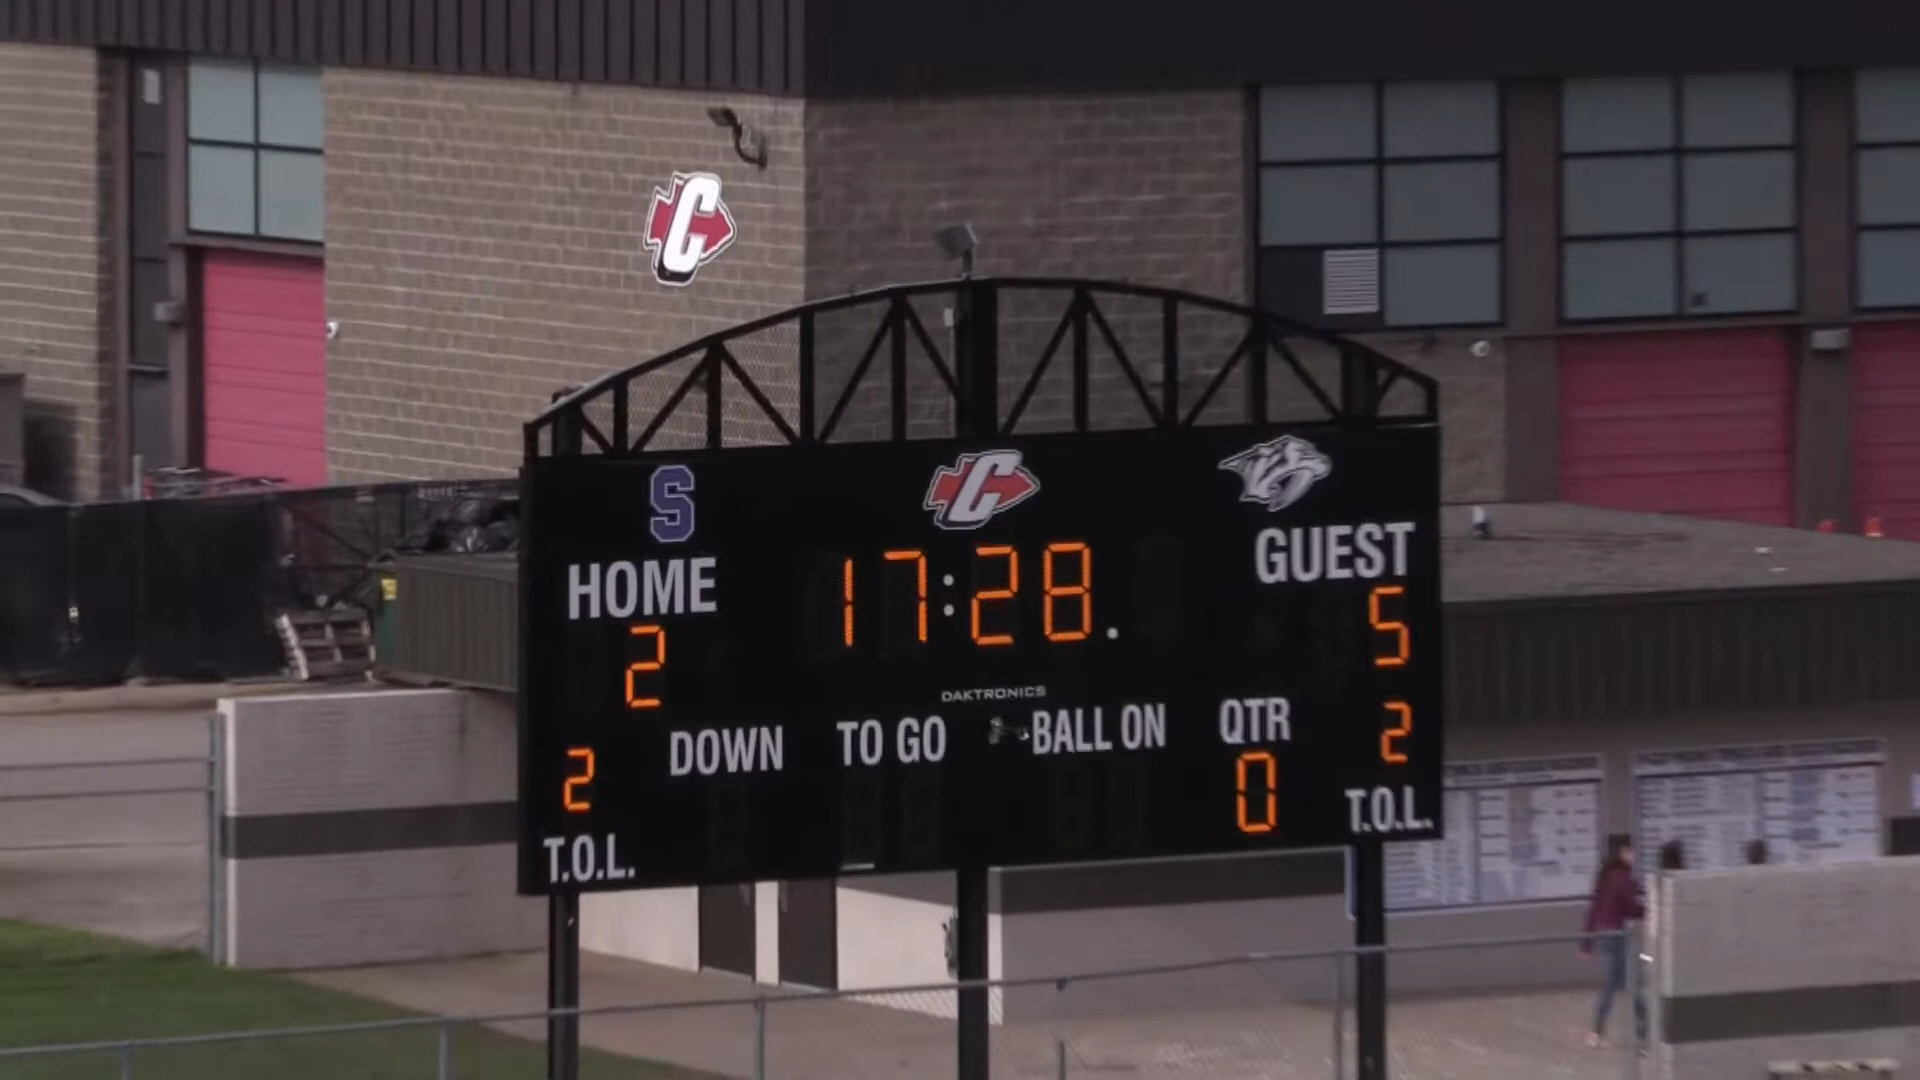 C
S
C
HOME
17:28.
GUEST
2
5
DAKTRONICS
DOWN
TO GO
BALL ON
QTR
2
2
0
T.O.L.
T.O.L.